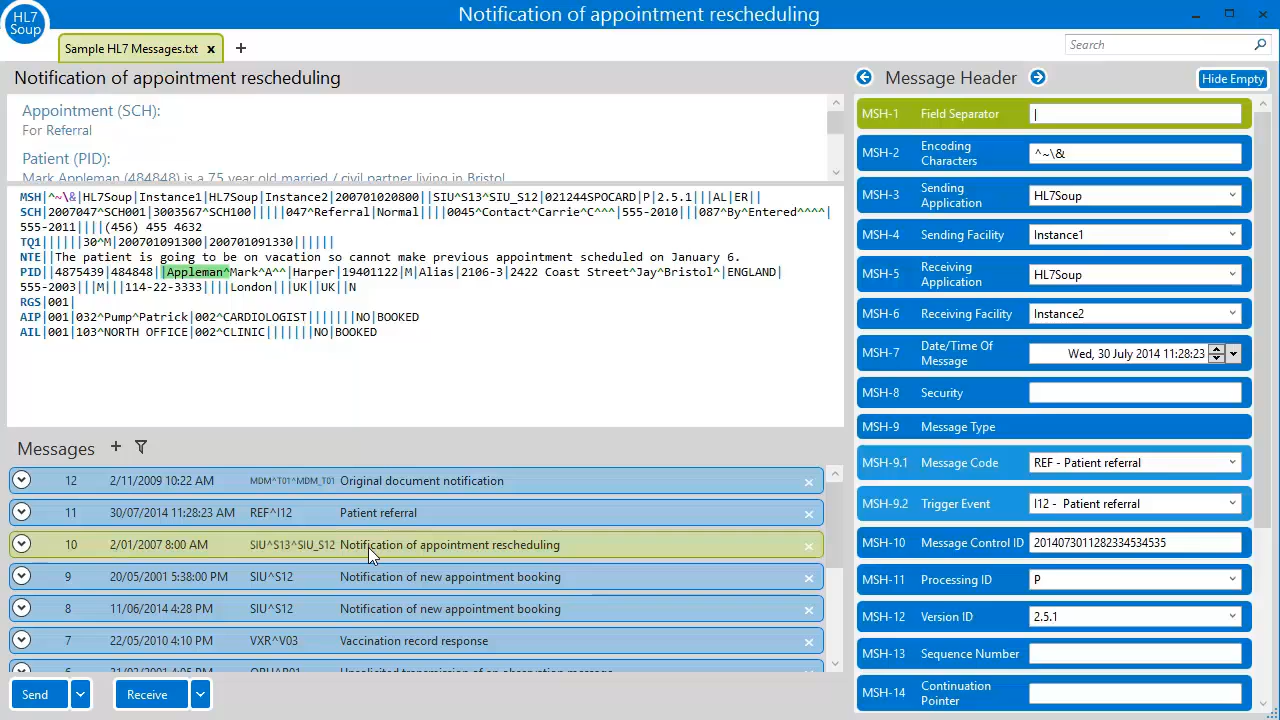 HL7 Soup
Notification of appointment rescheduling
Sample HL7 Messages.txt x +
Search
Notification of appointment rescheduling
Appointment (SCH):
For Referral
Patient (PID):
Mark Appleman (484848) is a 75 year old married / civil partner living in Bristol
MSH|^~\&|HL7Soup|Instance1|HL7Soup|Instance2|200701020800||SIU^S13^SIU_S12|021244SPOCARD|P|2.5.1|||AL|ER||
SCH|2007047^SCH001|3003567^SCH100|||||047^Referral|Normal||||0045^Contact^Carrie^C^^^|555-2010|||087^By^Entered^^^^|
555-2011||||(456) 455 4632
TQ1||||||30^M|200701091300|200701091330||||||
NTE||The patient is going to be on vacation so cannot make previous appointment scheduled on January 6.
PID||4875439|484848||Appleman^Mark^A^^|Harper|19401122|M|Alias|2106-3|2422 Coast Street^Jay^Bristol^|ENGLAND|
555-2003|||M|||114-22-3333||||London|||UK||UK||N
RGS|001|
AIP|001|032^Pump^Patrick|002^CARDIOLOGIST|||||||NO|BOOKED
AIL|001|103^NORTH OFFICE|002^CLINIC|||||||NO|BOOKED
Messages +
12 2/11/2009 10:22 AM MDM^T01^MDM_T01 Original document notification ×
11 30/07/2014 11:28:23 AM REF^I12 Patient referral ×
10 2/01/2007 8:00 AM SIU^S13^SIU_S12 Notification of appointment rescheduling ×
9 20/05/2001 5:38:00 PM SIU^S12 Notification of new appointment booking ×
8 11/06/2014 4:28 PM SIU^S12 Notification of new appointment booking ×
7 22/05/2010 4:10 PM VXR^V03 Vaccination record response ×
Send
Receive
Message Header
Hide Empty
MSH-1 Field Separator |
MSH-2 Encoding Characters ^~\&
MSH-3 Sending Application HL7Soup
MSH-4 Sending Facility Instance1
MSH-5 Receiving Application HL7Soup
MSH-6 Receiving Facility Instance2
MSH-7 Date/Time Of Message Wed, 30 July 2014 11:28:23
MSH-8 Security
MSH-9 Message Type
MSH-9.1 Message Code REF - Patient referral
MSH-9.2 Trigger Event I12 - Patient referral
MSH-10 Message Control ID 2014073011282334534535
MSH-11 Processing ID P
MSH-12 Version ID 2.5.1
MSH-13 Sequence Number
MSH-14 Continuation Pointer